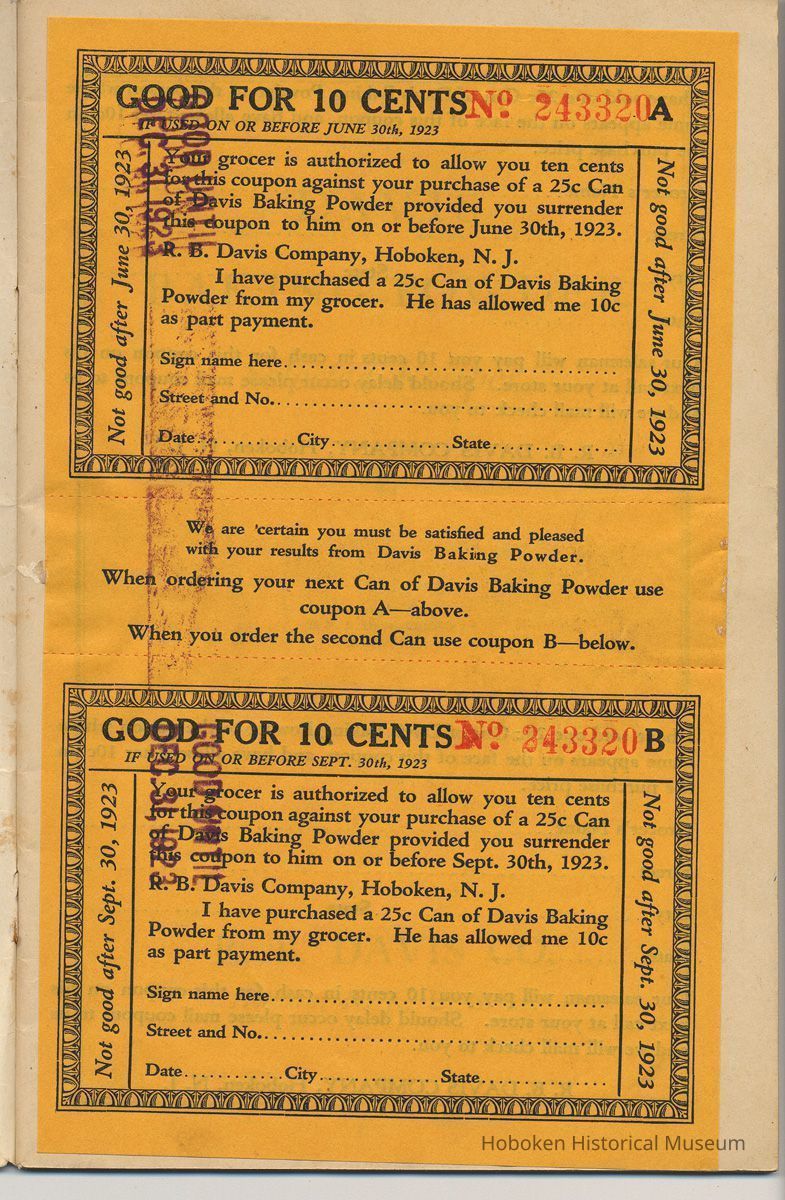 GOOD FOR 10 CENTS Nº 243320 A
IF USED ON OR BEFORE JUNE 30th, 1923
GOOD UNTIL
DEC. 31, 1923
Not good after June 30, 1923
Your grocer is authorized to allow you ten cents
for this coupon against your purchase of a 25c Can
of Davis Baking Powder provided you surrender
this coupon to him on or before June 30th, 1923.
R. B. Davis Company, Hoboken, N. J.
I have purchased a 25c Can of Davis Baking
Powder from my grocer. He has allowed me 10c
as part payment.
Sign name here
Street and No.
Date City State
Not good after June 30, 1923
We are 'certain you must be satisfied and pleased
with your results from Davis Baking Powder.
When ordering your next Can of Davis Baking Powder use
coupon A—above.
When you order the second Can use coupon B—below.
GOOD FOR 10 CENTS Nº 243320 B
IF USED ON OR BEFORE SEPT. 30th, 1923
GOOD UNTIL
DEC. 31, 1923
Not good after Sept. 30, 1923
Your grocer is authorized to allow you ten cents
for this coupon against your purchase of a 25c Can
of Davis Baking Powder provided you surrender
this coupon to him on or before Sept. 30th, 1923.
R. B. Davis Company, Hoboken, N. J.
I have purchased a 25c Can of Davis Baking
Powder from my grocer. He has allowed me 10c
as part payment.
Sign name here
Street and No.
Date City State
Not good after Sept. 30, 1923
Hoboken Historical Museum